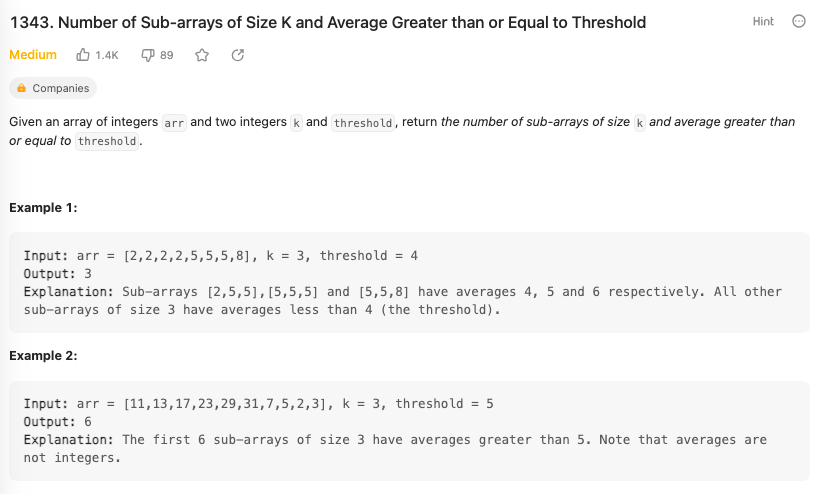 1343. Number of Sub-arrays of Size K and Average Greater than or Equal to Threshold
Hint
Medium 1.4K 89
Companies
Given an array of integers arr and two integers k and threshold, return the number of sub-arrays of size k and average greater than
or equal to threshold.
Example 1:
Input: arr = [2,2,2,2,5,5,5,8], k = 3, threshold = 4
Output: 3
Explanation: Sub-arrays [2,5,5],[5,5,5] and [5,5,8] have averages 4, 5 and 6 respectively. All other
sub-arrays of size 3 have averages less than 4 (the threshold).
Example 2:
Input: arr = [11,13,17,23,29,31,7,5,2,3], k = 3, threshold = 5
Output: 6
Explanation: The first 6 sub-arrays of size 3 have averages greater than 5. Note that averages are
not integers.